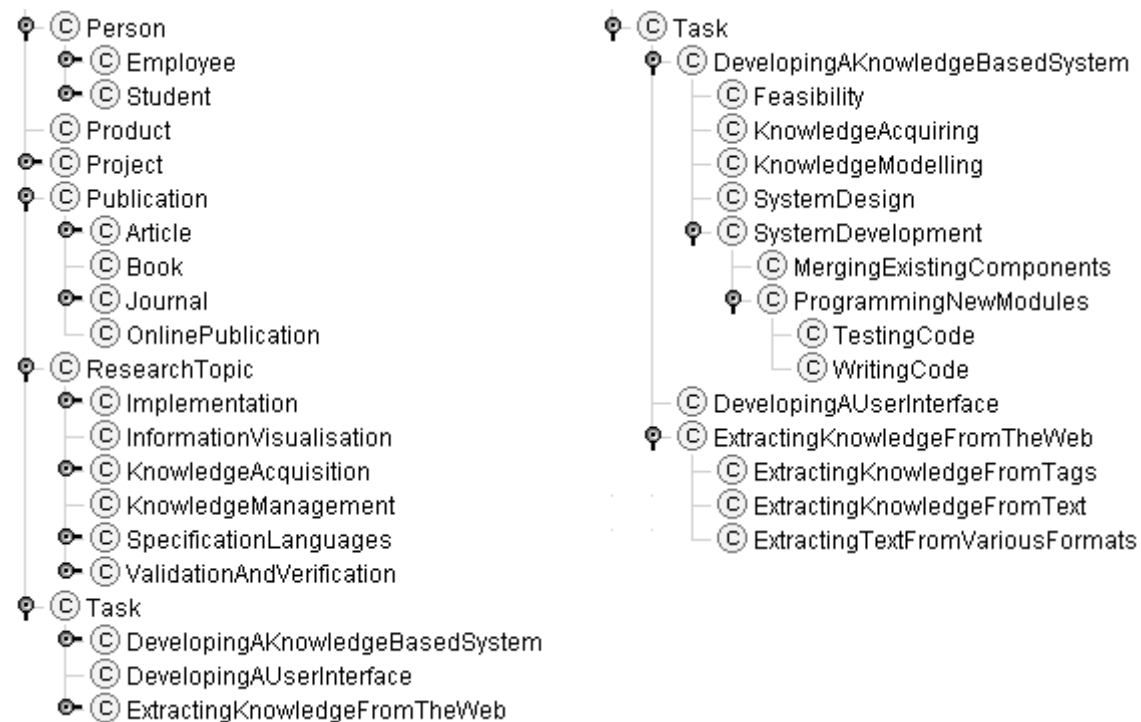 C Person
C Employee
C Student
C Product
C Project
C Publication
C Article
C Book
C Journal
C OnlinePublication
C ResearchTopic
C Implementation
C InformationVisualisation
C KnowledgeAcquisition
C KnowledgeManagement
C SpecificationLanguages
C ValidationAndVerification
C Task
C DevelopingAKnowledgeBasedSystem
C DevelopingAUserInterface
C ExtractingKnowledgeFromTheWeb
C Task
C DevelopingAKnowledgeBasedSystem
C Feasibility
C KnowledgeAcquiring
C KnowledgeModelling
C SystemDesign
C SystemDevelopment
C MergingExistingComponents
C ProgrammingNewModules
C TestingCode
C WritingCode
C DevelopingAUserInterface
C ExtractingKnowledgeFromTheWeb
C ExtractingKnowledgeFromTags
C ExtractingKnowledgeFromText
C ExtractingTextFromVariousFormats